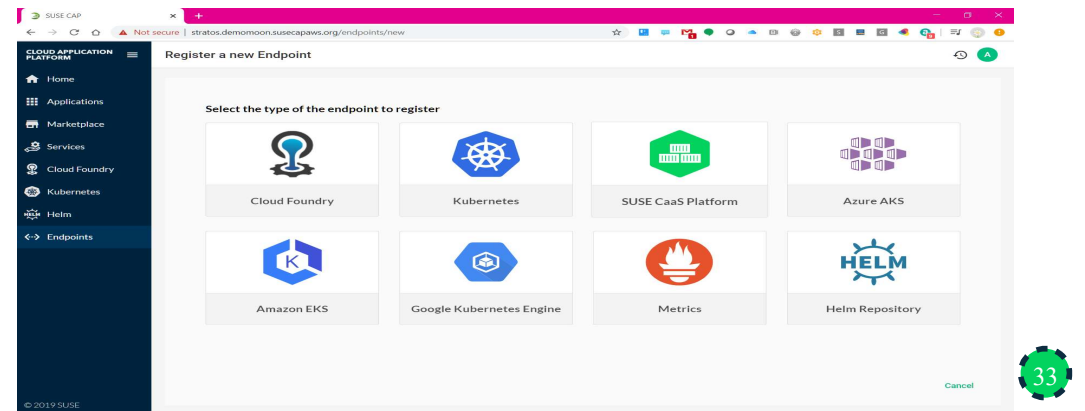 SUSE CAP
Not secure | stratos.demomoon.susecapaws.org/endpoints/new
CLOUD APPLICATION
PLATFORM
Register a new Endpoint
A
Home
Applications
Marketplace
Services
Cloud Foundry
Kubernetes
HELM
Helm
Endpoints
Select the type of the endpoint to register
Cloud Foundry
Kubernetes
SUSE CaaS Platform
Azure AKS
K
HELM
Amazon EKS
Google Kubernetes Engine
Metrics
Helm Repository
Cancel
33
© 2019 SUSE